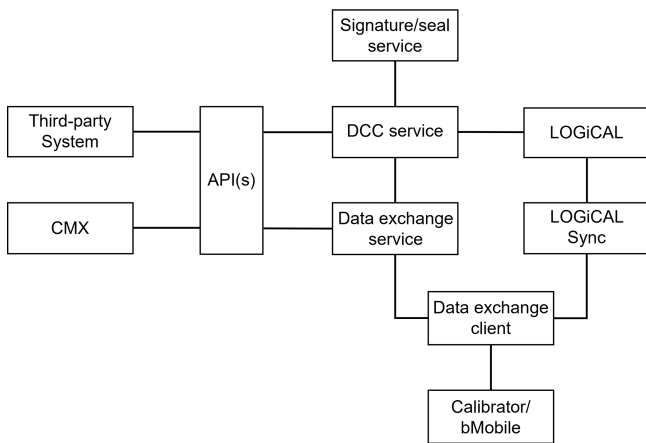 Signature/seal
service
Third-party
System
API(s)
DCC service
LOGiCAL
CMX
Data exchange
service
LOGiCAL
Sync
Data exchange
client
Calibrator/
bMobile